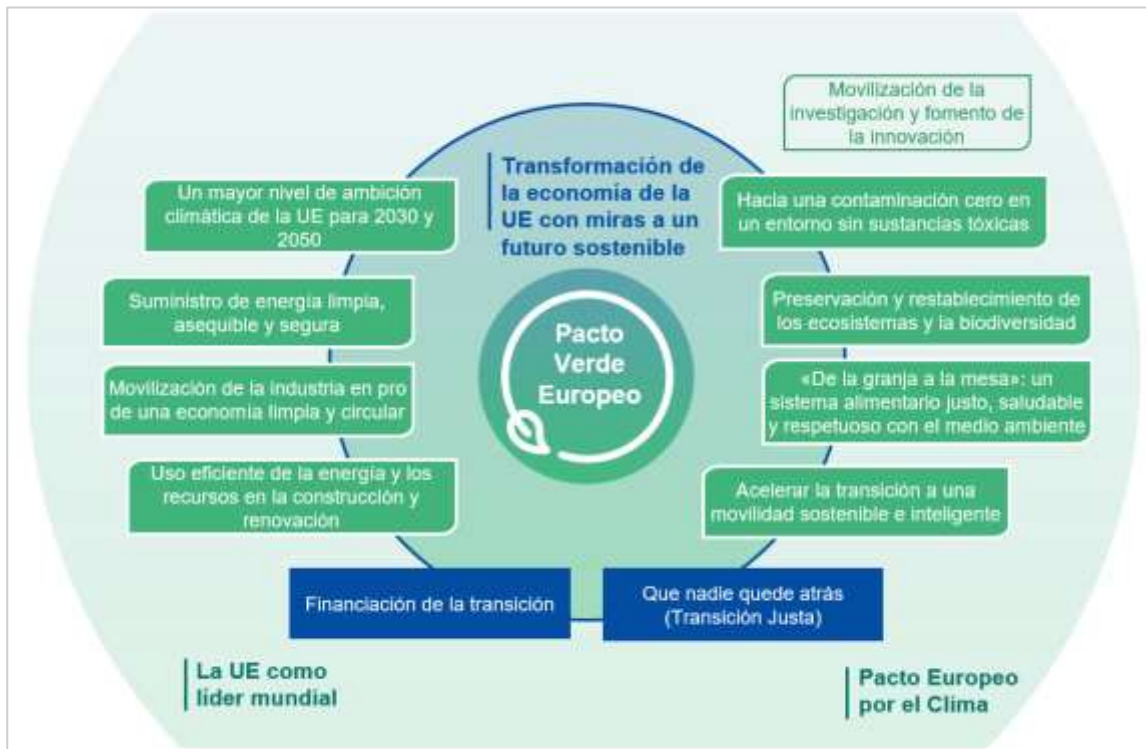 Movilización de la
investigación y fomento de
la innovación
Transformación de
la economía de la
UE con miras a un
futuro sostenible
Un mayor nivel de ambición
climática de la UE para 2030 y
2050
Hacia una contaminación cero en
un entorno sin sustancias tóxicas
Suministro de energía limpia,
asequible y segura
Preservación y restablecimiento de
los ecosistemas y la biodiversidad
Pacto
Verde
Europeo
Movilización de la industria en pro
de una economía limpia y circular
«De la granja a la mesa»: un
sistema alimentario justo, saludable
y respetuoso con el medio ambiente
Uso eficiente de la energía y los
recursos en la construcción y
renovación
Acelerar la transición a una
movilidad sostenible e inteligente
Financiación de la transición
Que nadie quede atrás
(Transición Justa)
La UE como
líder mundial
Pacto Europeo
por el Clima